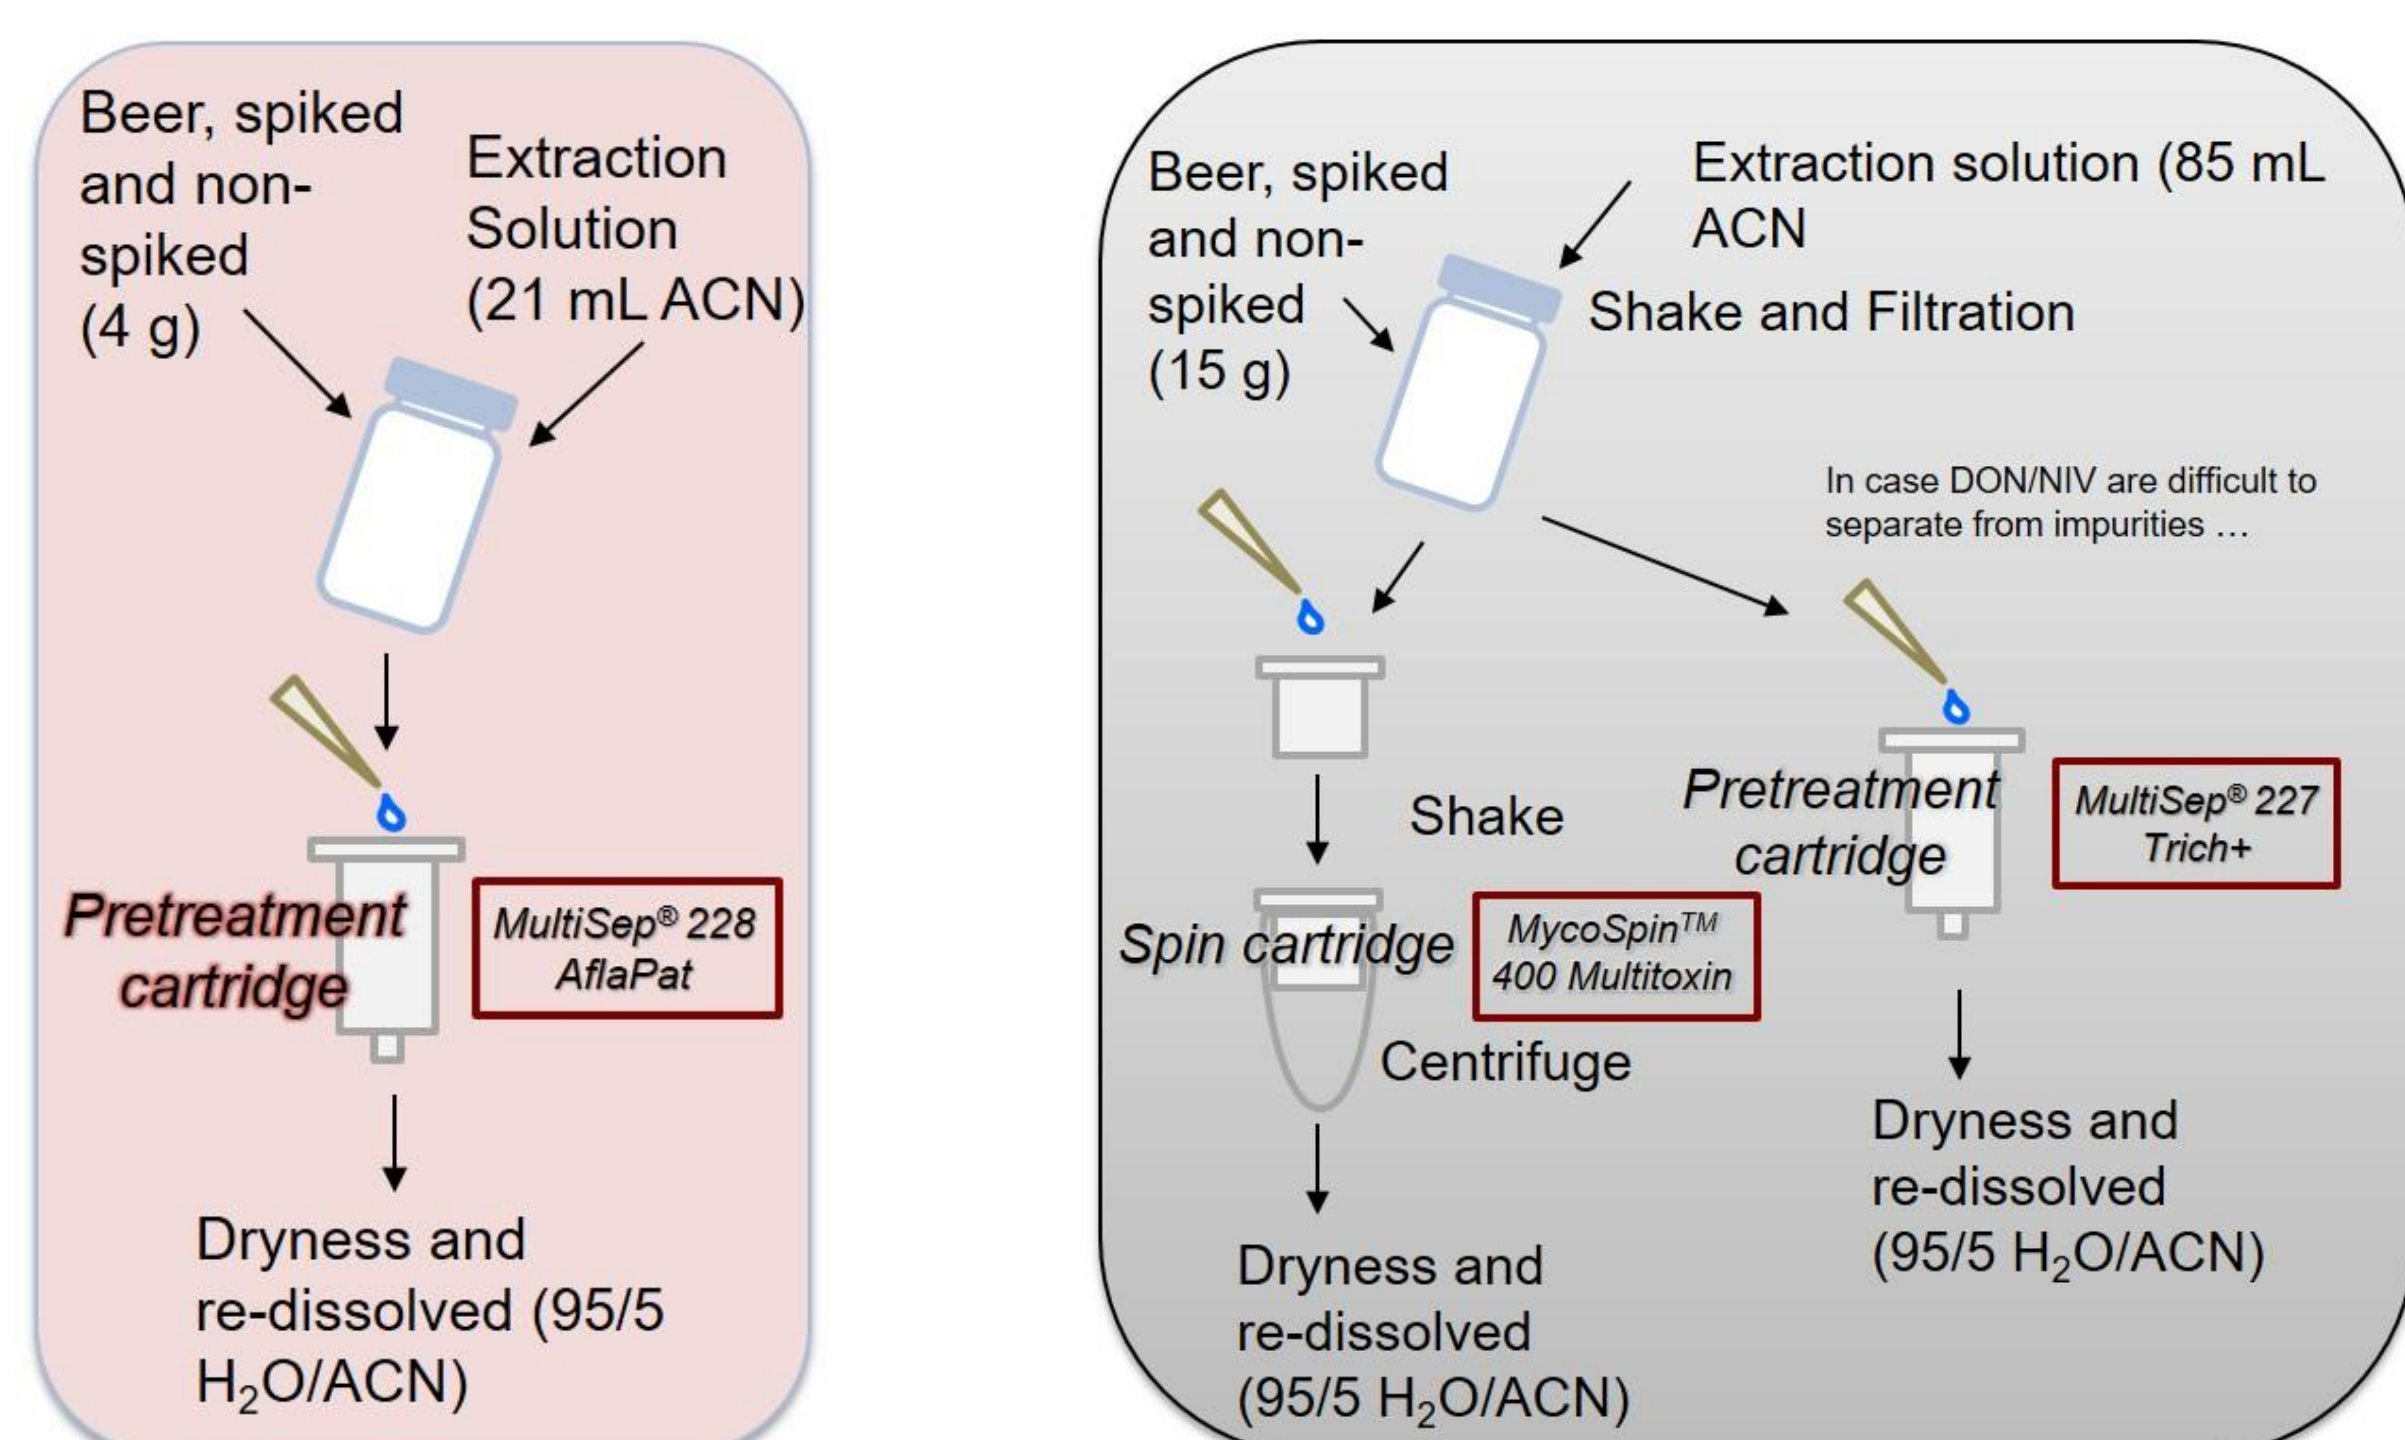 Beer, spiked
and non-
spiked
(4 g)
Extraction
Solution
(21 mL ACN)
Pretreatment
cartridge
MultiSep® 228
AflaPat
Dryness and
re-dissolved (95/5
H₂O/ACN)
Beer, spiked
and non-
spiked
(15 g)
Extraction solution (85 mL
ACN
Shake and Filtration
In case DON/NIV are difficult to
separate from impurities …
Shake
Spin cartridge
MycoSpin™
400 Multitoxin
Centrifuge
Dryness and
re-dissolved
(95/5 H₂O/ACN)
Pretreatment
cartridge
MultiSep® 227
Trich+
Dryness and
re-dissolved
(95/5 H₂O/ACN)